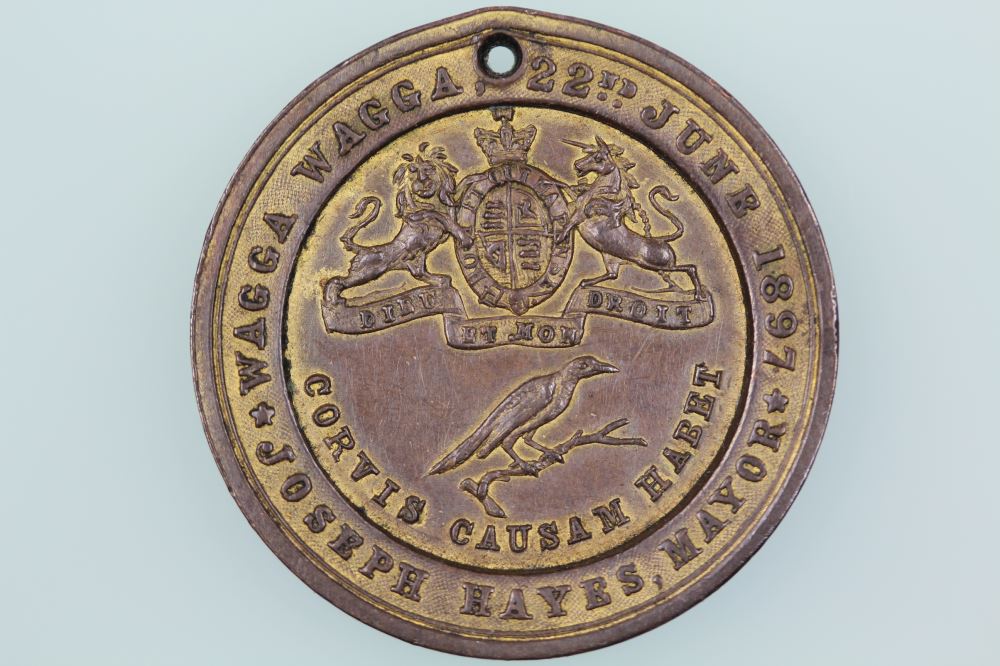 WAGGA WAGGA, 22ND JUNE 1897
DIEU ET MON DROIT
CORVIS CAUSAM HABET
JOSEPH HAYES, MAYOR